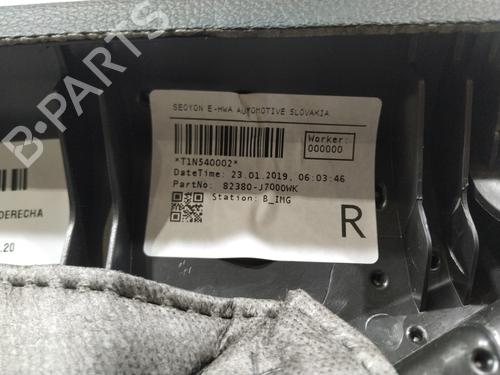 SEOYON E-HWA AUTOMOTIVE SLOVAKIA
Worker:
000000
*T1N540002*
DateTime: 23.01.2019, 06:03:46
PartNo: 82380-J7000WK
Station: B_IMG
R
DERECHA
.20
B-PARTS